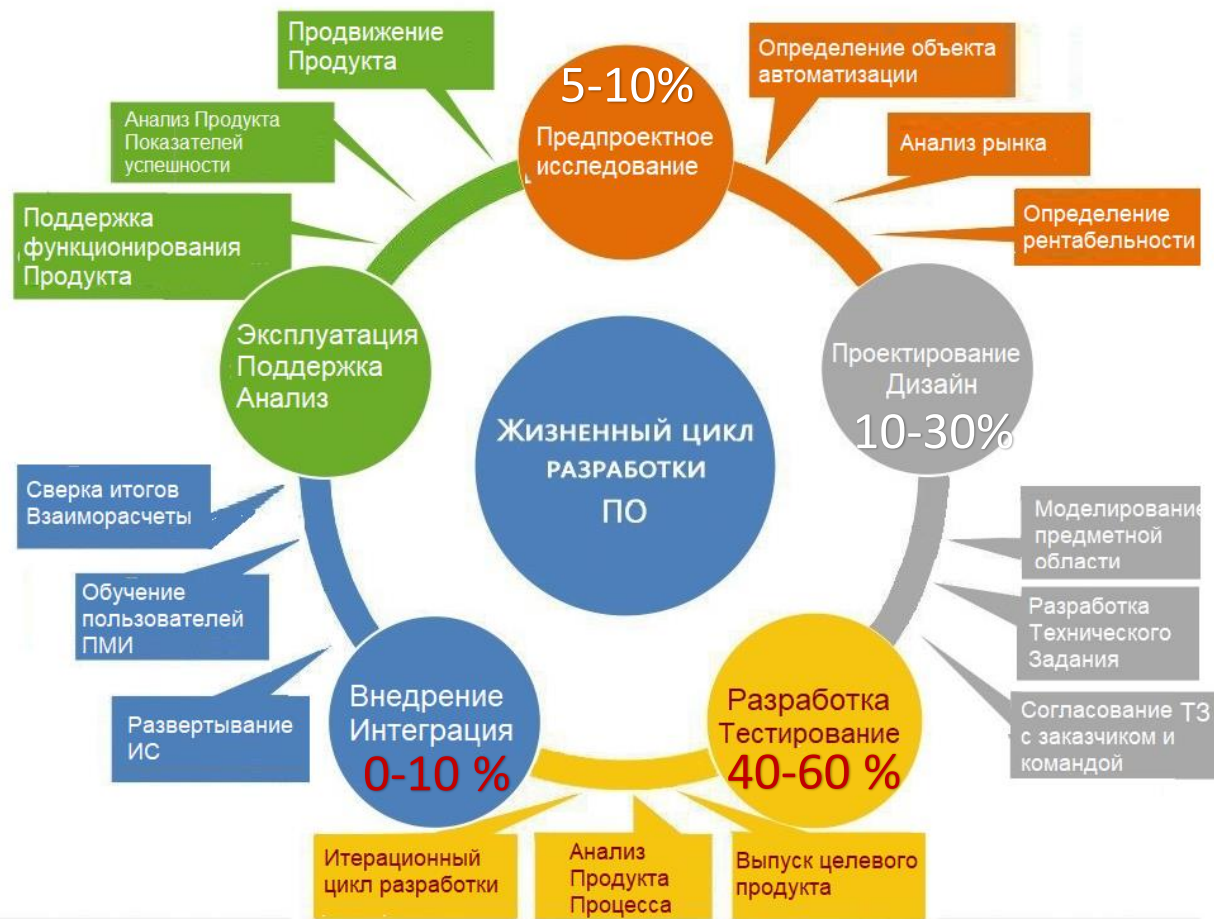 Продвижение
Продукта
Анализ Продукта
Показателей
успешности
Поддержка
функционирования
Продукта
5-10%
Предпроектное
исследование
Определение объекта
автоматизации
Анализ рынка
Определение
рентабельности
Эксплуатация
Поддержка
Анализ
Жизненный цикл
разработки
ПО
Проектирование
Дизайн
10-30%
Сверка итогов
Взаиморасчеты
Обучение
пользователей
ПМИ
Развертывание
ИС
Моделирование
предметной
области
Разработка
Технического
Задания
Согласование ТЗ
с заказчиком и
командой
Внедрение
Интеграция
0-10 %
Разработка
Тестирование
40-60 %
Итерационный
цикл разработки
Анализ
Продукта
Процесса
Выпуск целевого
продукта